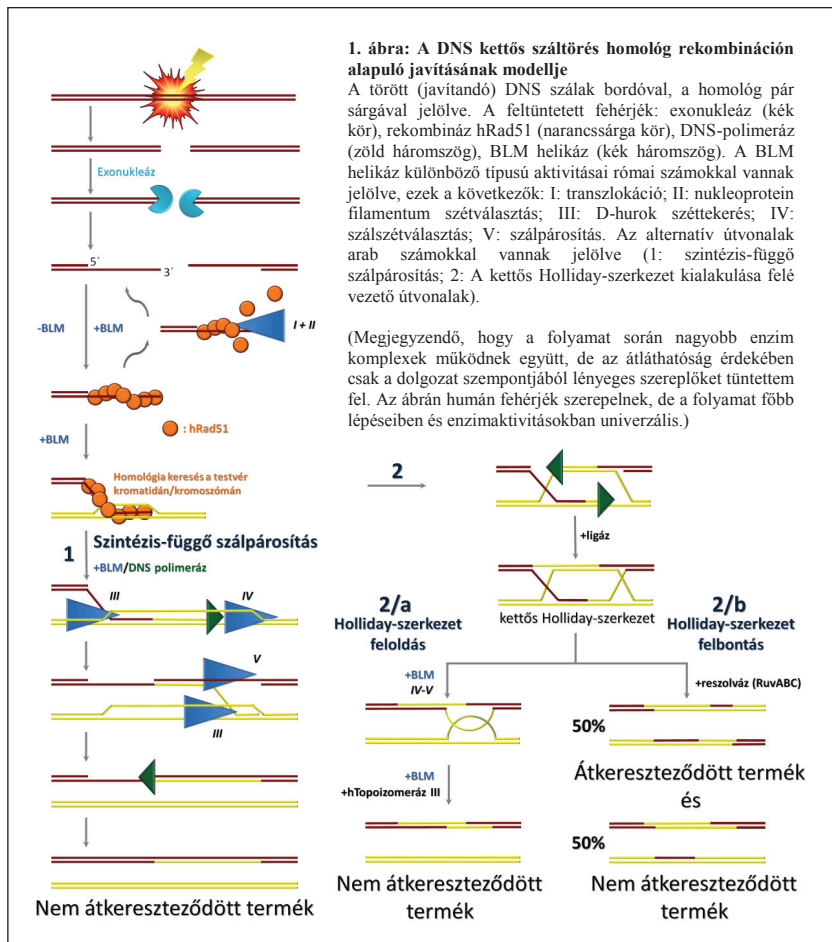 1. ábra: A DNS kettős száltörés homológ rekombináción
alapuló javításának modellje
A törött (javítandó) DNS szálak bordóval, a homológ pár
sárgával jelölve. A feltüntetett fehérjék: exonukleáz (kék
kör), rekombináz hRad51 (narancssárga kör), DNS-polimeráz
(zöld háromszög), BLM helikáz (kék háromszög). A BLM
helikáz különböző típusú aktivitásai római számokkal vannak
jelölve, ezek a következők: I: transzlokáció; II: nukleoprotein
filamentum szétválasztás; III: D-hurok széttekerés; IV:
szálszétválasztás; V: szálpárosítás. Az alternatív útvonalak
arab számokkal vannak jelölve (1: szintézis-függő
szálpárosítás; 2: A kettős Holliday-szerkezet kialakulása felé
vezető útvonalak).
(Megjegyzendő, hogy a folyamat során nagyobb enzim
komplexek működnek együtt, de az átláthatóság érdekében
csak a dolgozat szempontjából lényeges szereplőket tüntettem
fel. Az ábrán humán fehérjék szerepelnek, de a folyamat főbb
lépéseiben és enzimaktivitásokban univerzális.)
Exonukleáz
5´
3´
-BLM
+BLM
I + II
: hRad51
+BLM
Homológia keresés a testvér
kromatidán/kromoszómán
1
Szintézis-függő szálpárosítás
+BLM/DNS polimeráz
III
IV
V
III
Nem átkereszteződött termék
2
+ligáz
kettős Holliday-szerkezet
2/a
Holliday-szerkezet
feloldás
+BLM
IV-V
+BLM
+hTopoizomeráz III
Nem átkereszteződött
termék
2/b
Holliday-szerkezet
felbontás
+reszolváz (RuvABC)
50%
Átkereszteződött termék
és
50%
Nem átkereszteződött
termék